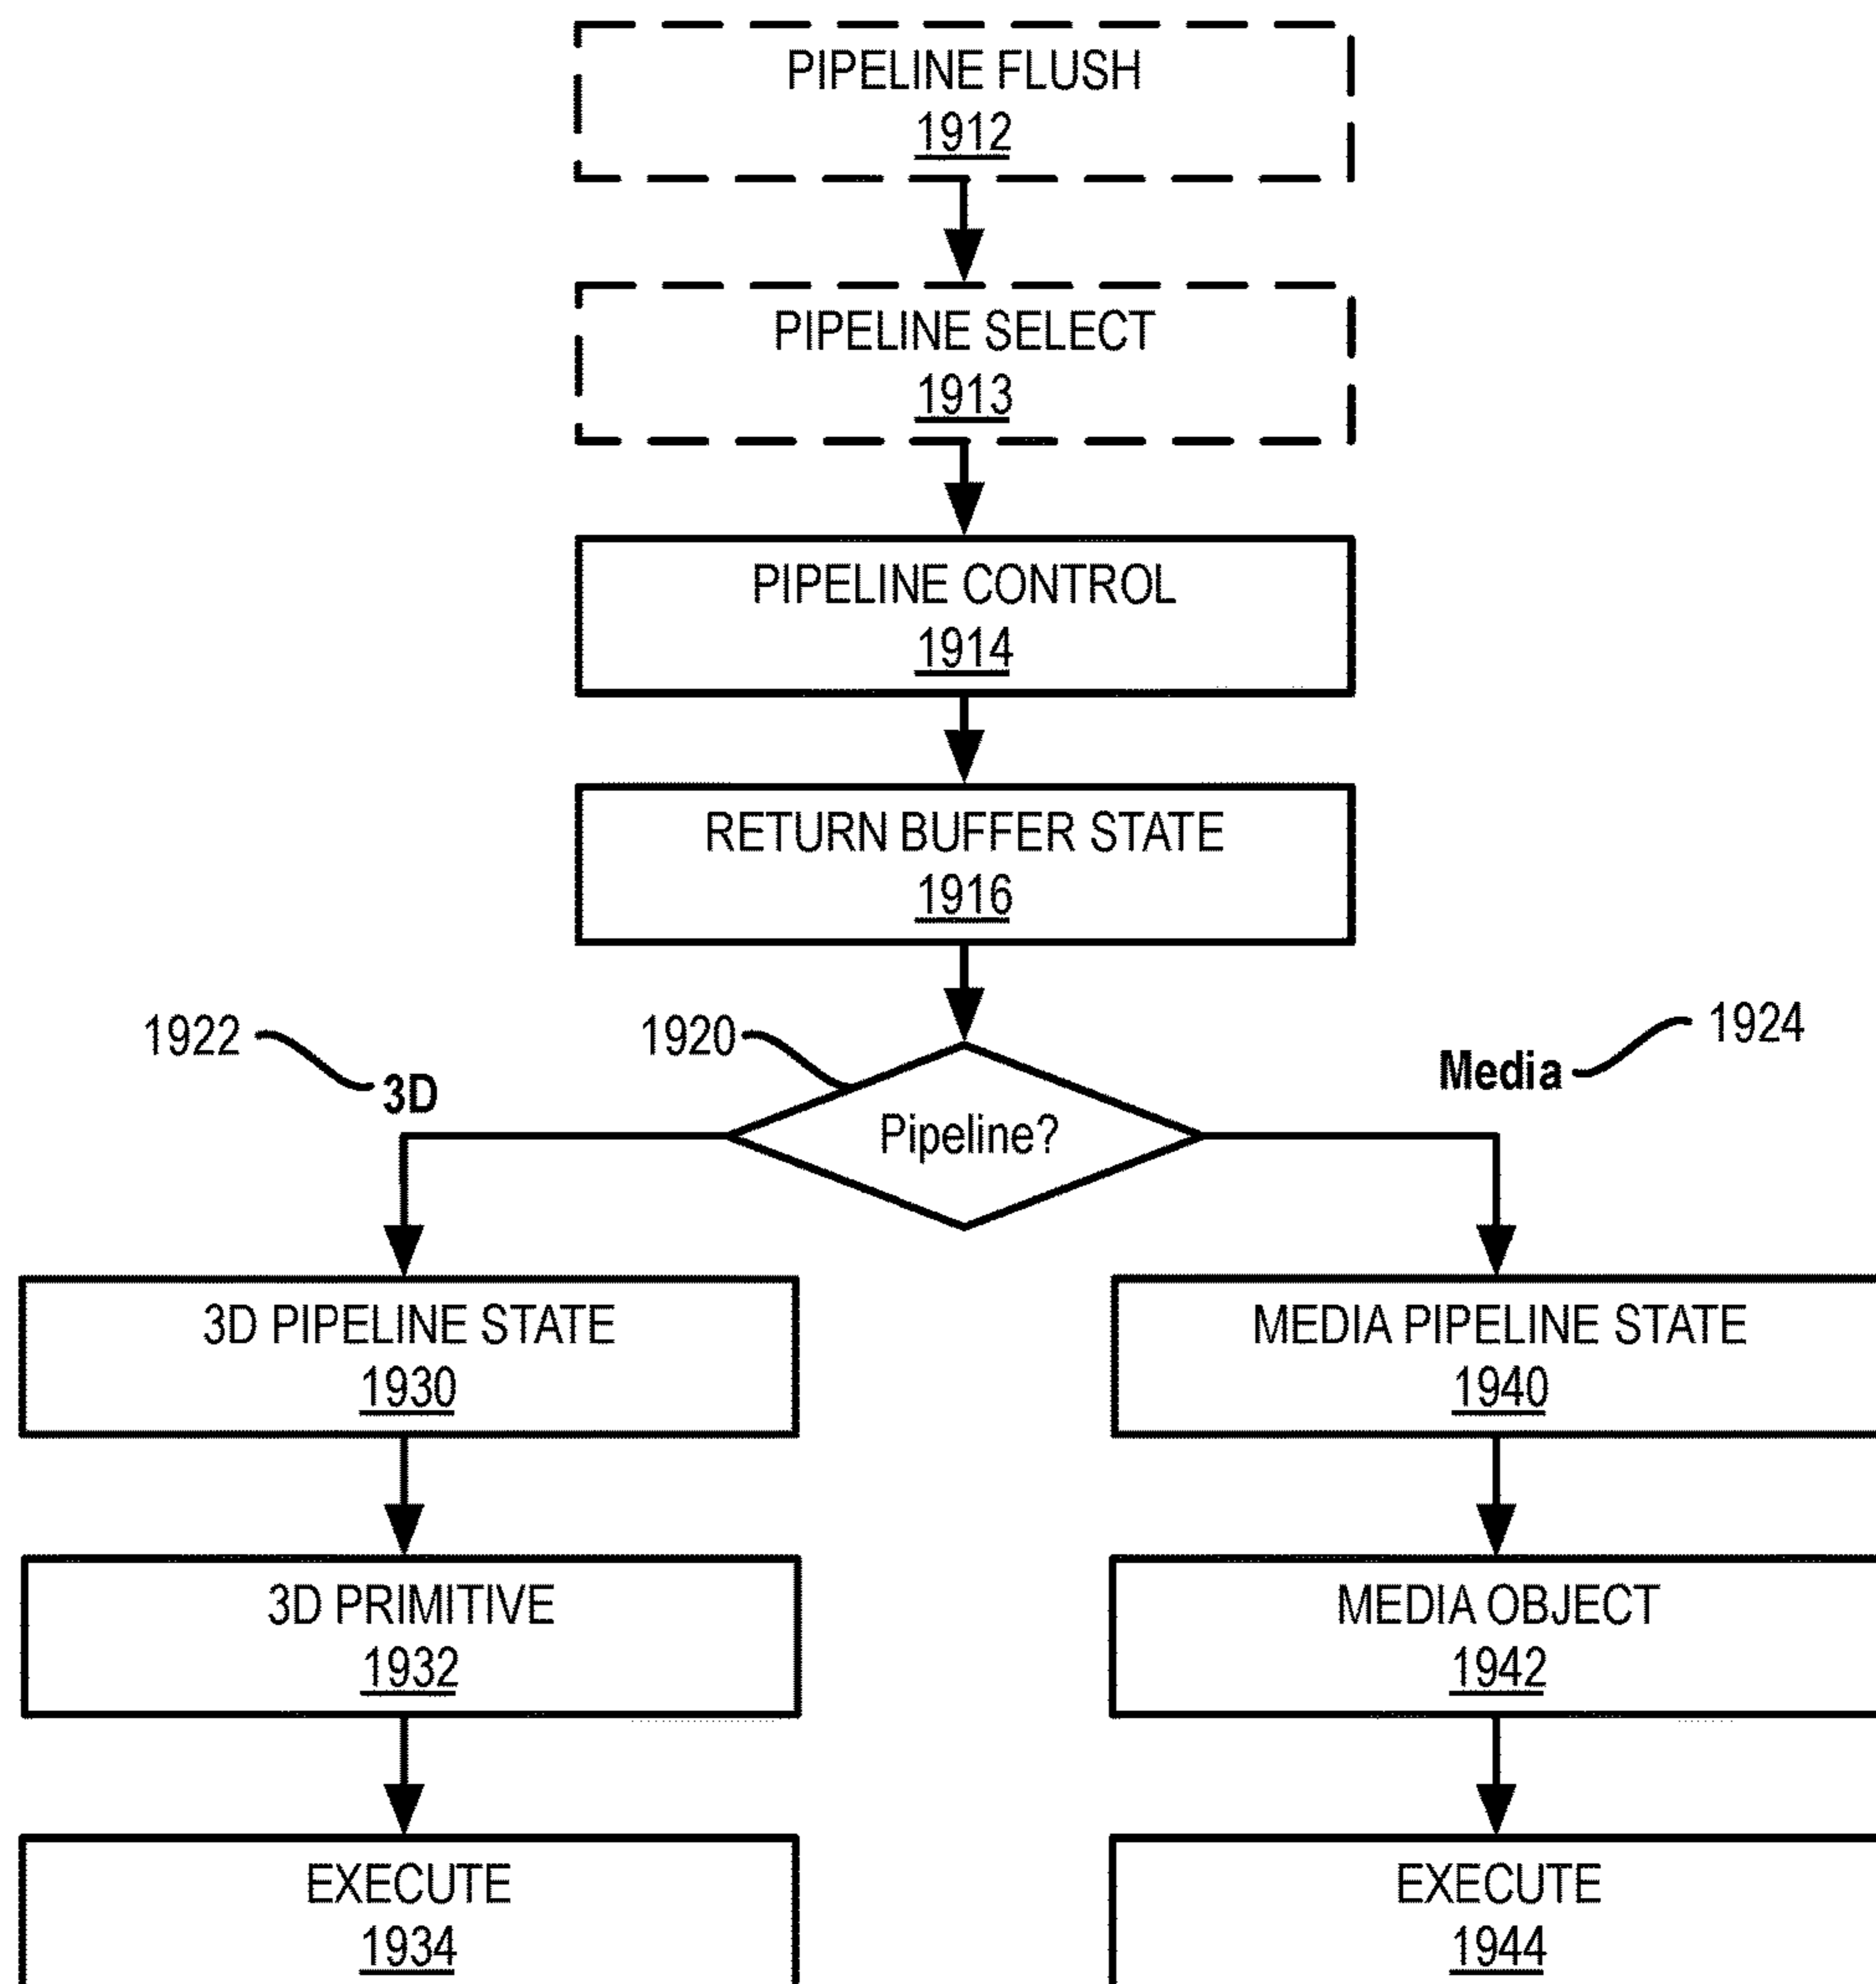 PIPELINE FLUSH
1912
PIPELINE SELECT
1913
PIPELINE CONTROL
1914
RETURN BUFFER STATE
1916
1922
3D
1920
Pipeline?
Media
1924
3D PIPELINE STATE
1930
MEDIA PIPELINE STATE
1940
3D PRIMITIVE
1932
MEDIA OBJECT
1942
EXECUTE
1934
EXECUTE
1944